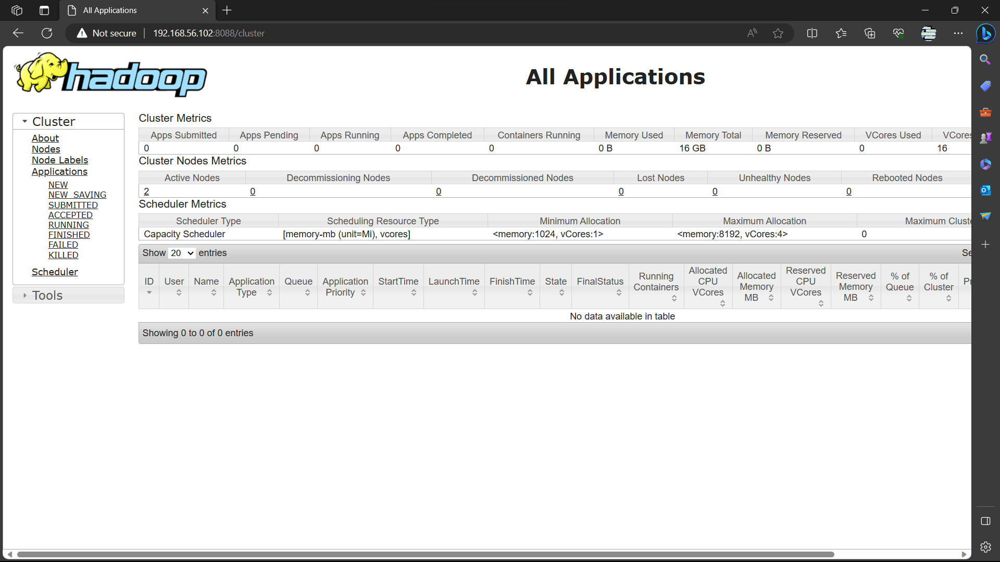 All Applications
Not secure 192.168.56.102:8088/cluster
hadoop
All Applications
Cluster
About
Nodes
Node Labels
Applications
NEW
NEW_SAVING
SUBMITTED
ACCEPTED
RUNNING
FINISHED
FAILED
KILLED
Scheduler
Tools
Cluster Metrics
Apps Submitted Apps Pending Apps Running Apps Completed Containers Running Memory Used Memory Total Memory Reserved VCores Used VCores
0 0 0 0 0 0 B 16 GB 0 B 0 16
Cluster Nodes Metrics
Active Nodes Decommissioning Nodes Decommissioned Nodes Lost Nodes Unhealthy Nodes Rebooted Nodes
2 0 0 0 0 0
Scheduler Metrics
Scheduler Type Scheduling Resource Type Minimum Allocation Maximum Allocation Maximum Cluste
Capacity Scheduler [memory-mb (unit=Mi), vcores] <memory:1024, vCores:1> <memory:8192, vCores:4> 0
Show 20 entries Se
ID User Name Application Type Queue Application Priority StartTime LaunchTime FinishTime State FinalStatus Running Containers Allocated CPU VCores Allocated Memory MB Reserved CPU VCores Reserved Memory MB % of Queue % of Cluster Pr
No data available in table
Showing 0 to 0 of 0 entries